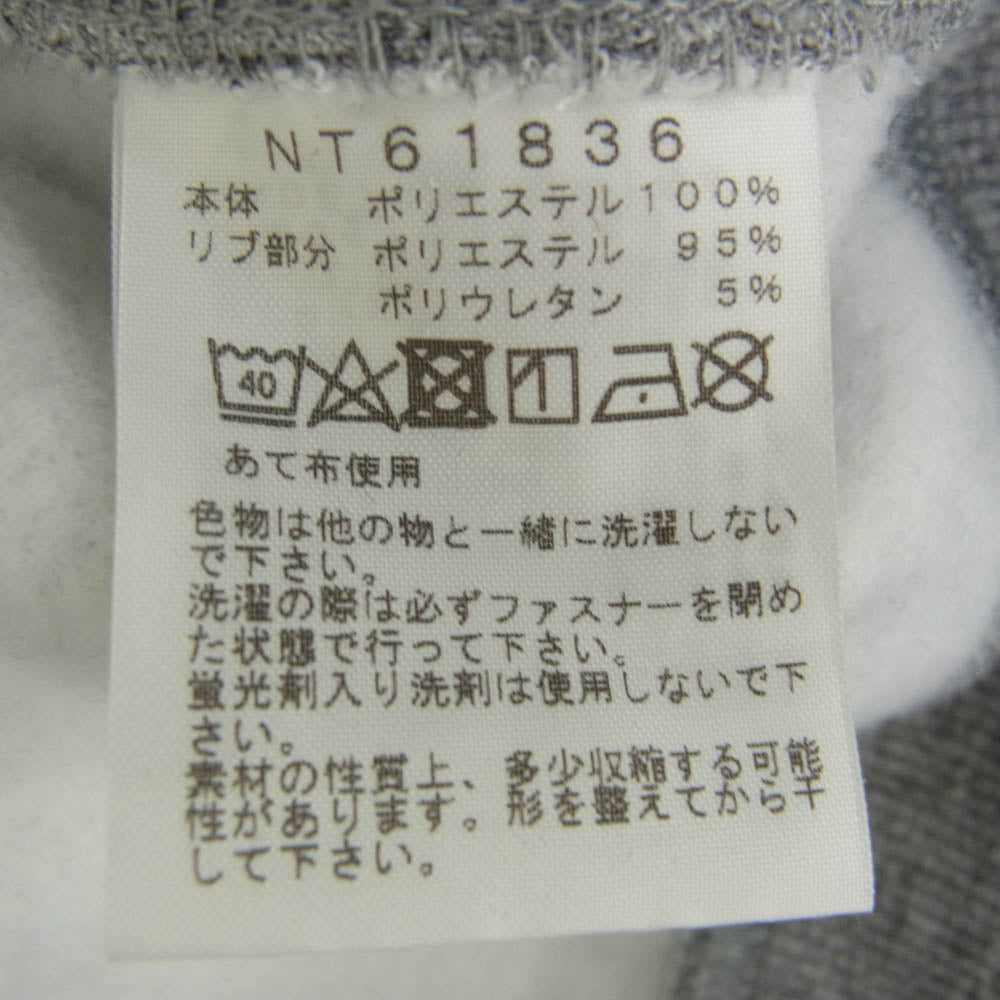 NT61836
本体 ポリエステル100%
リブ部分 ポリエステル 95%
ポリウレタン 5%
40
あて布使用
色物は他の物と一緒に洗濯しない
で下さい。
洗濯の際は必ずファスナーを閉め
た状態で行って下さい。
蛍光剤入り洗剤は使用しないで下
さい。
素材の性質上、多少収縮する可能
性があります。形を整えてから干
して下さい。